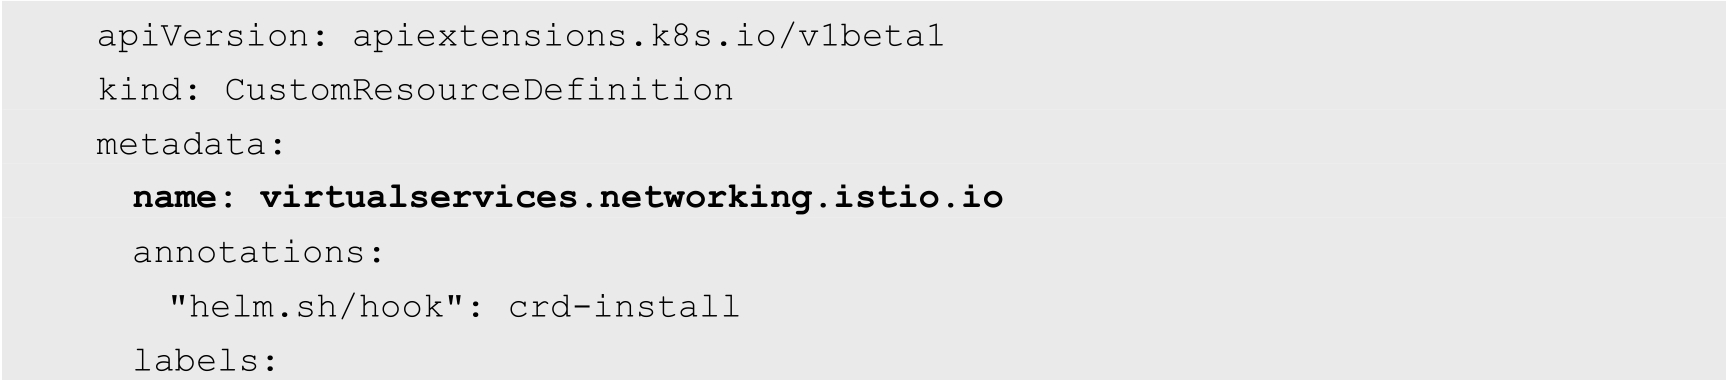 apiVersion: apiextensions.k8s.io/v1beta1
kind: CustomResourceDefinition
metadata:
  name: virtualservices.networking.istio.io
  annotations:
    "helm.sh/hook": crd-install
  labels: